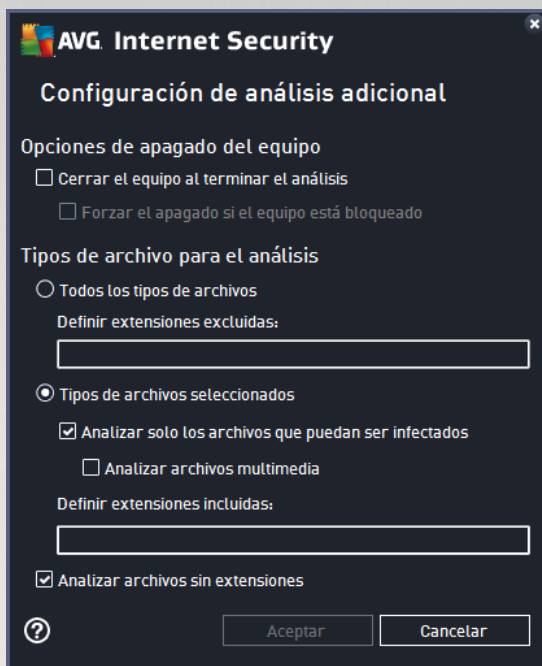 AVG. Internet Security
Configuración de análisis adicional
Opciones de apagado del equipo
Cerrar el equipo al terminar el análisis
Forzar el apagado si el equipo está bloqueado
Tipos de archivo para el análisis
Todos los tipos de archivos
Definir extensiones excluidas:
Tipos de archivos seleccionados
Analizar solo los archivos que puedan ser infectados
Analizar archivos multimedia
Definir extensiones incluidas:
Analizar archivos sin extensiones
? Aceptar Cancelar